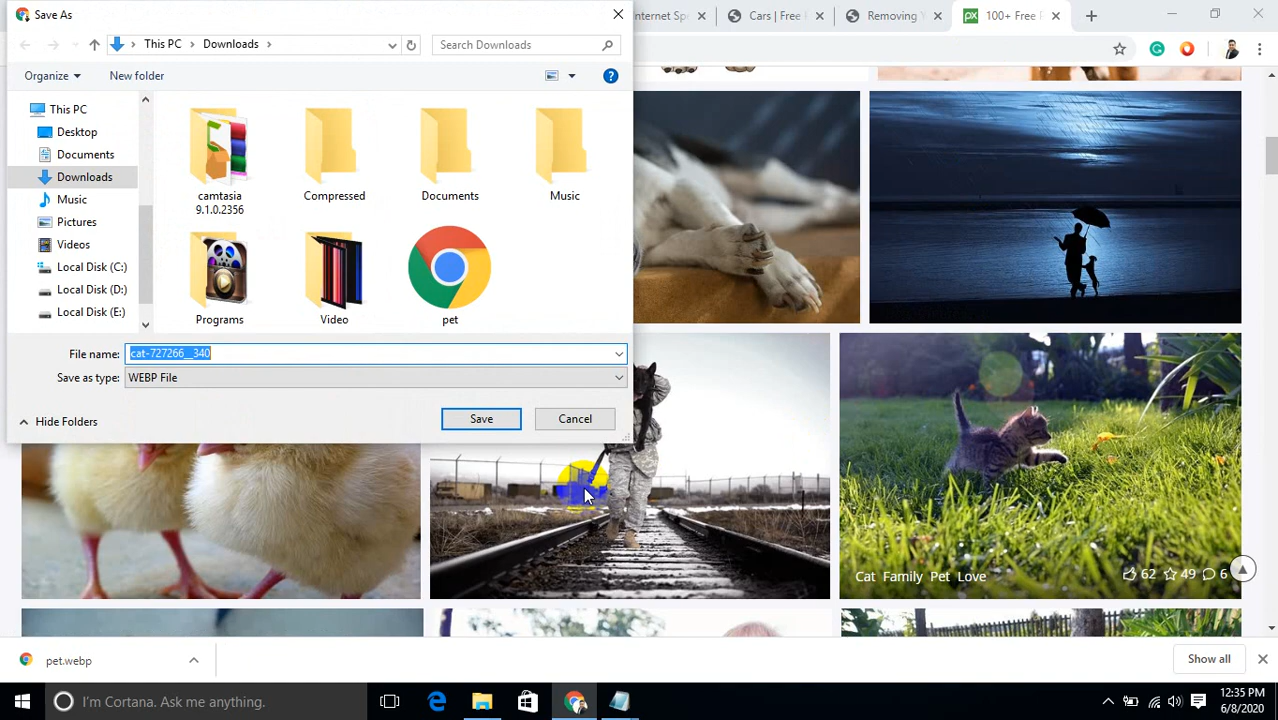 Save As
nternet Sp
Cars | Free
Removing Y
px 100+ Free P
This PC > Downloads >
Search Downloads
Organize
New folder
This PC
Desktop
Documents
Downloads
Music
Pictures
Videos
Local Disk (C:)
Local Disk (D:)
Local Disk (E:)
camtasia
9.1.0.2356
Compressed
Documents
Music
Programs
Video
pet
File name: cat-727266__340
Save as type: WEBP File
Hide Folders
Save
Cancel
Cat Family Pet Love
62 49 6
pet.webp
Show all
I'm Cortana. Ask me anything.
12:35 PM
6/8/2020